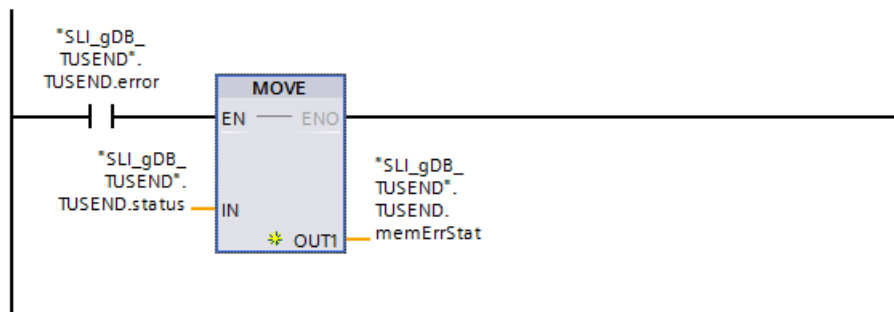 "SLI_gDB_
TUSEND".
TUSEND.error
MOVE
EN
ENO
"SLI_gDB_
TUSEND".
TUSEND.status
IN
OUT1
"SLI_gDB_
TUSEND".
TUSEND.
memErrStat